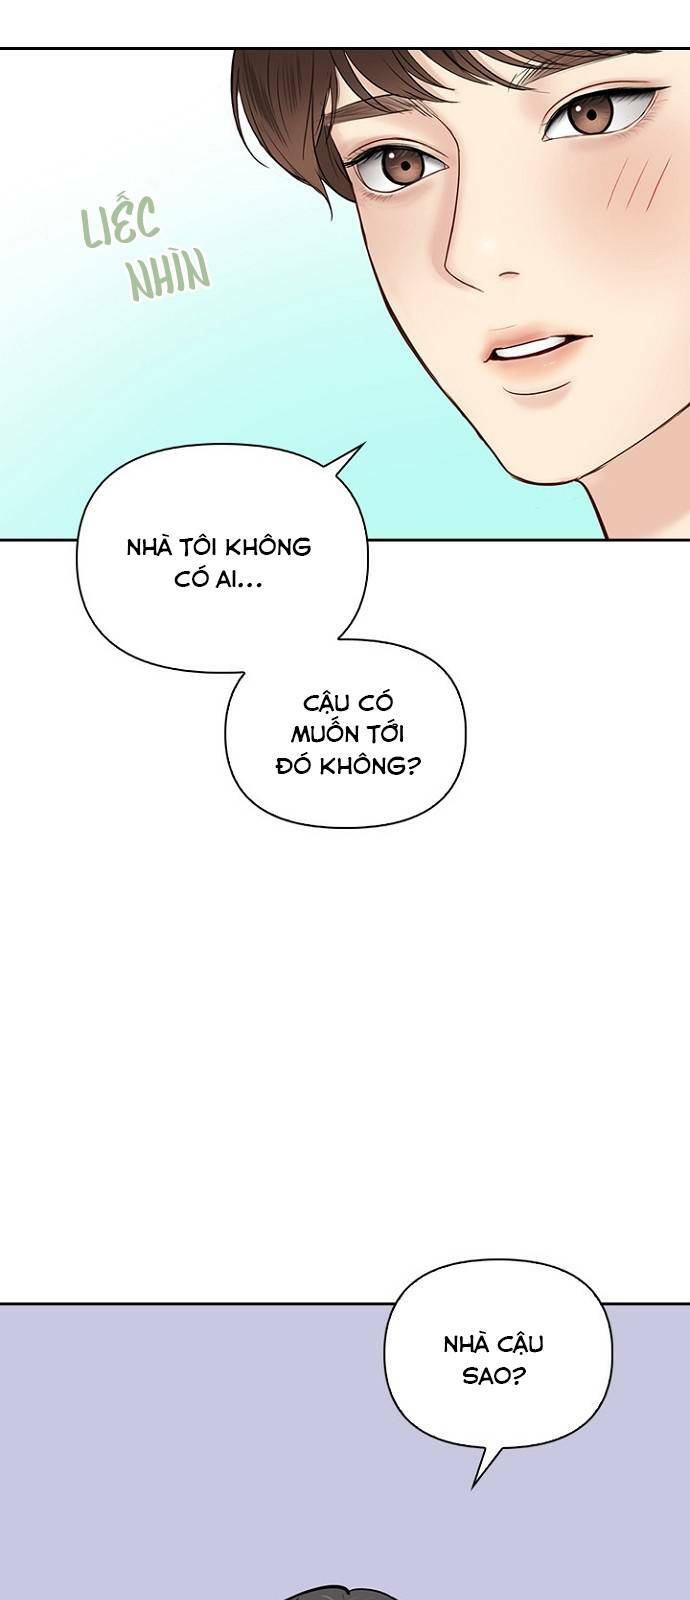 LIẾC
NHÌN
NHÀ TÔI KHÔNG
CÓ AI...
CẬU CÓ
MUỐN TỚI
ĐÓ KHÔNG?
NHÀ CẬU
SAO?